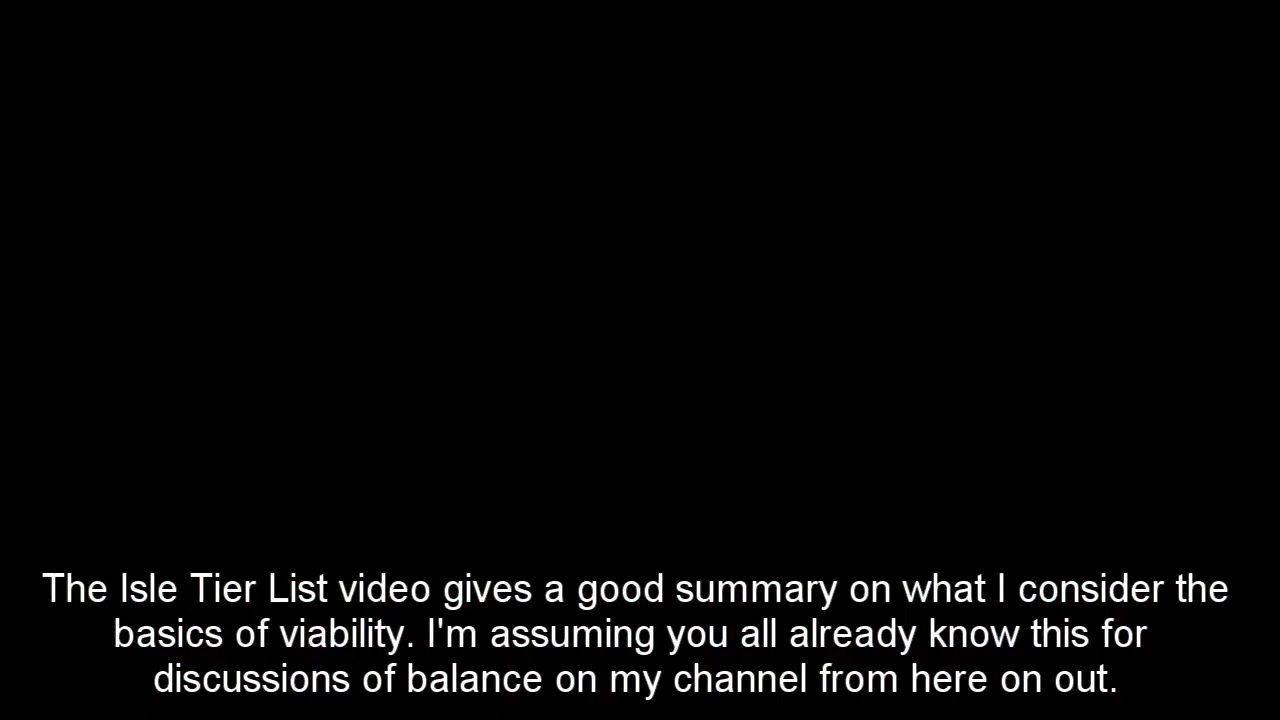 The Isle Tier List video gives a good summary on what I consider the
basics of viability. I'm assuming you all already know this for
discussions of balance on my channel from here on out.